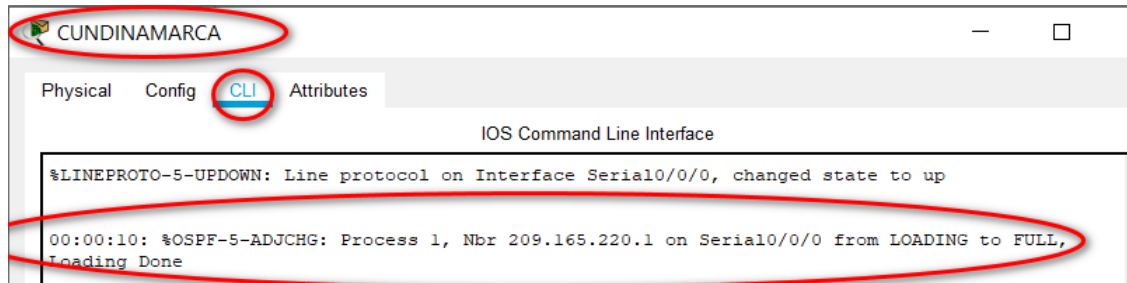 CUNDINAMARCA
Physical Config CLI Attributes
IOS Command Line Interface
%LINEPROTO-5-UPDOWN: Line protocol on Interface Serial0/0/0, changed state to up
00:00:10: %OSPF-5-ADJCHG: Process 1, Nbr 209.165.220.1 on Serial0/0/0 from LOADING to FULL,
Loading Done